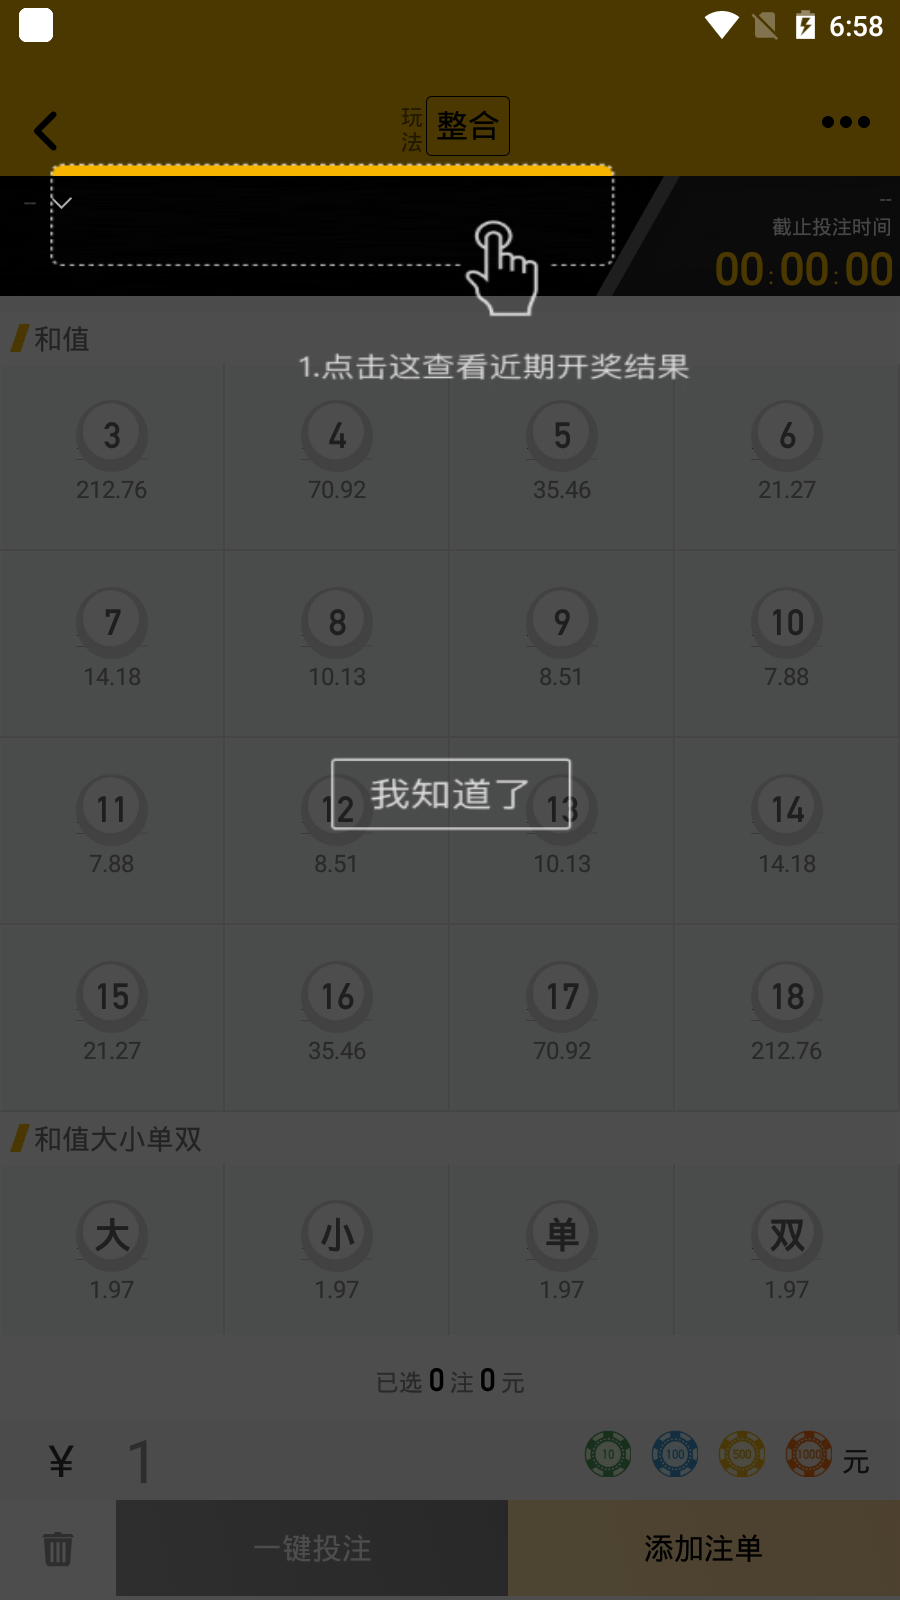 6:58
玩法 整合
--
截止投注时间
00:00:00
1.点击这查看近期开奖结果
和值
3 4 5 6
212.76 70.92 35.46 21.27
7 8 9 10
14.18 10.13 8.51 7.88
我知道了
11 12 13 14
7.88 8.51 10.13 14.18
15 16 17 18
21.27 35.46 70.92 212.76
和值大小单双
大 小 单 双
1.97 1.97 1.97 1.97
已选 0 注 0 元
¥ 1 10 100 500 1000 元
一键投注 添加注单